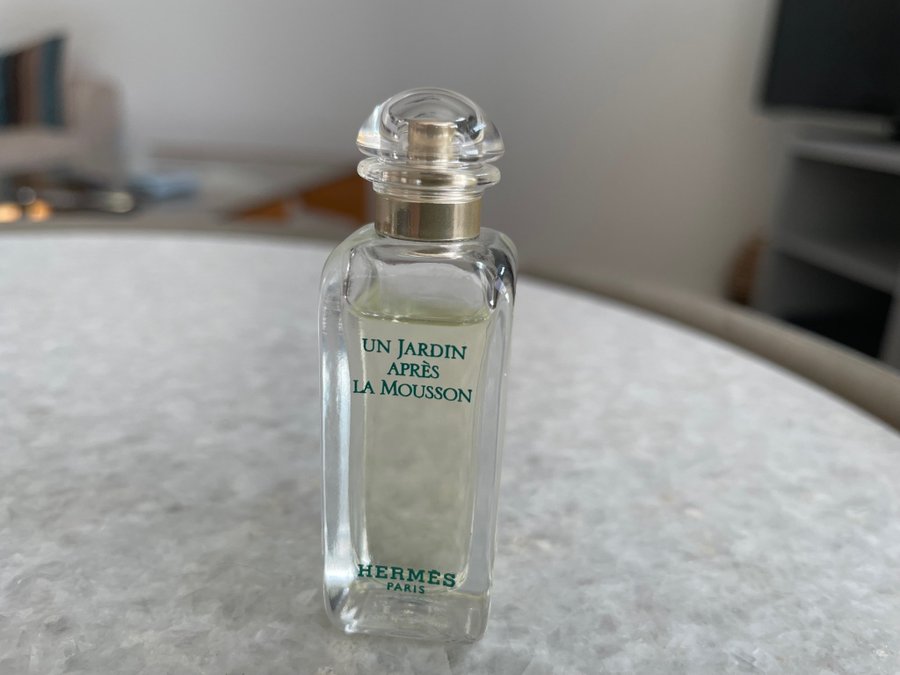 UN JARDIN
APRÈS
LA MOUSSON
HERMÈS
PARIS